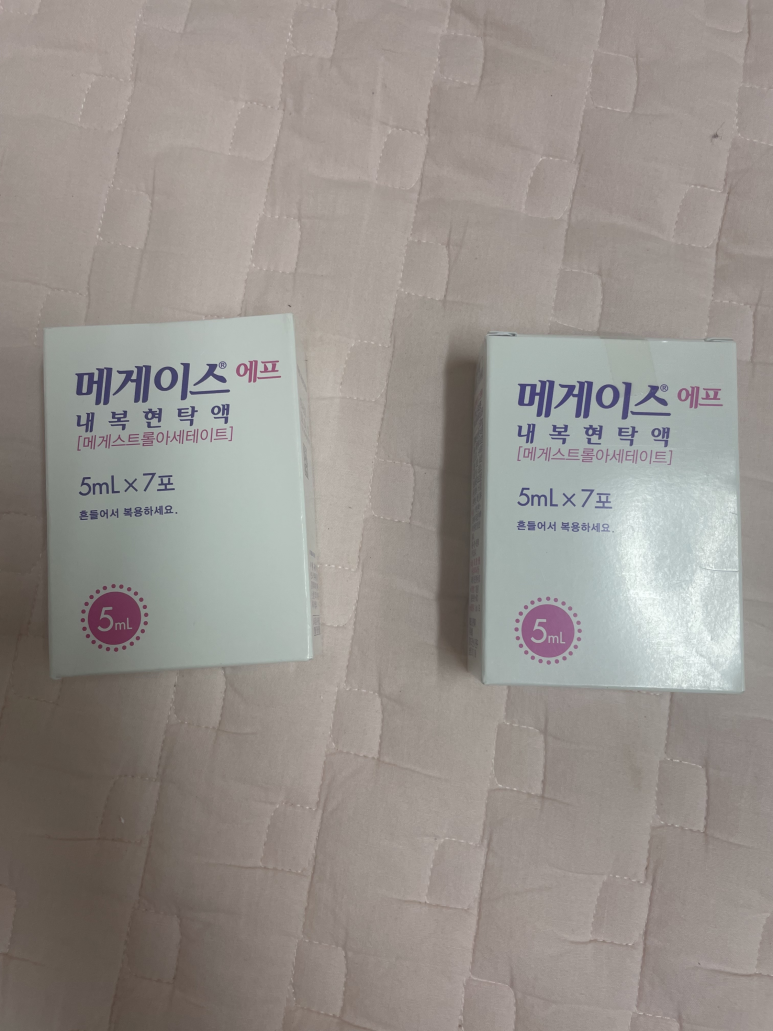 메게이스® 에프
내복현탁액
[메게스트롤아세테이트]
5mL×7포
흔들어서 복용하세요.
5mL
메게이스® 에프
내복현탁액
[메게스트롤아세테이트]
5mL×7포
흔들어서 복용하세요.
5mL